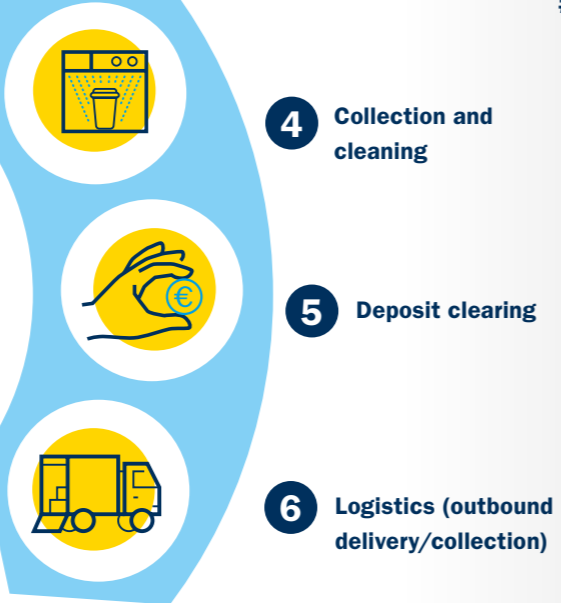 4
Collection and
cleaning
€
5
Deposit clearing
6
Logistics (outbound
delivery/collection)